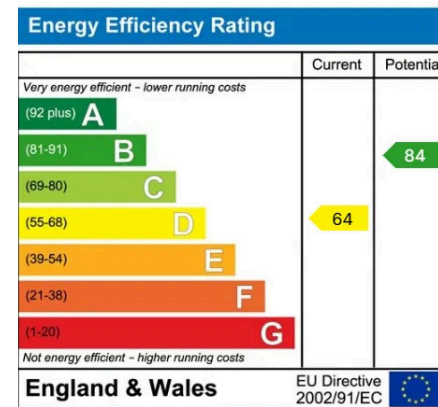 Energy Efficiency Rating
Current Potentia
Very energy efficient – lower running costs
(92 plus) A
(81-91) B
84
(69-80) C
(55-68) D
64
(39-54) E
(21-38) F
(1-20) G
Not energy efficient – higher running costs
England & Wales
EU Directive
2002/91/EC